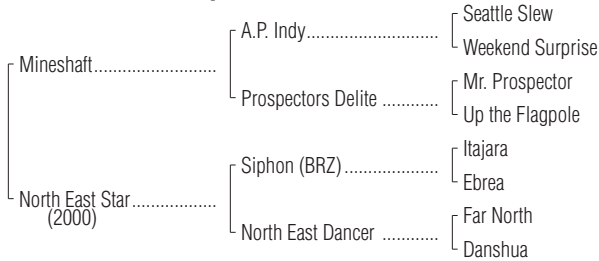 Seattle Slew
A.P. Indy..............................
Weekend Surprise
Mineshaft............................
Mr. Prospector
Prospectors Delite .............
Up the Flagpole
Itajara
Siphon (BRZ).....................
Ebrea
North East Star...................
(2000)
Far North
North East Dancer .............
Danshua